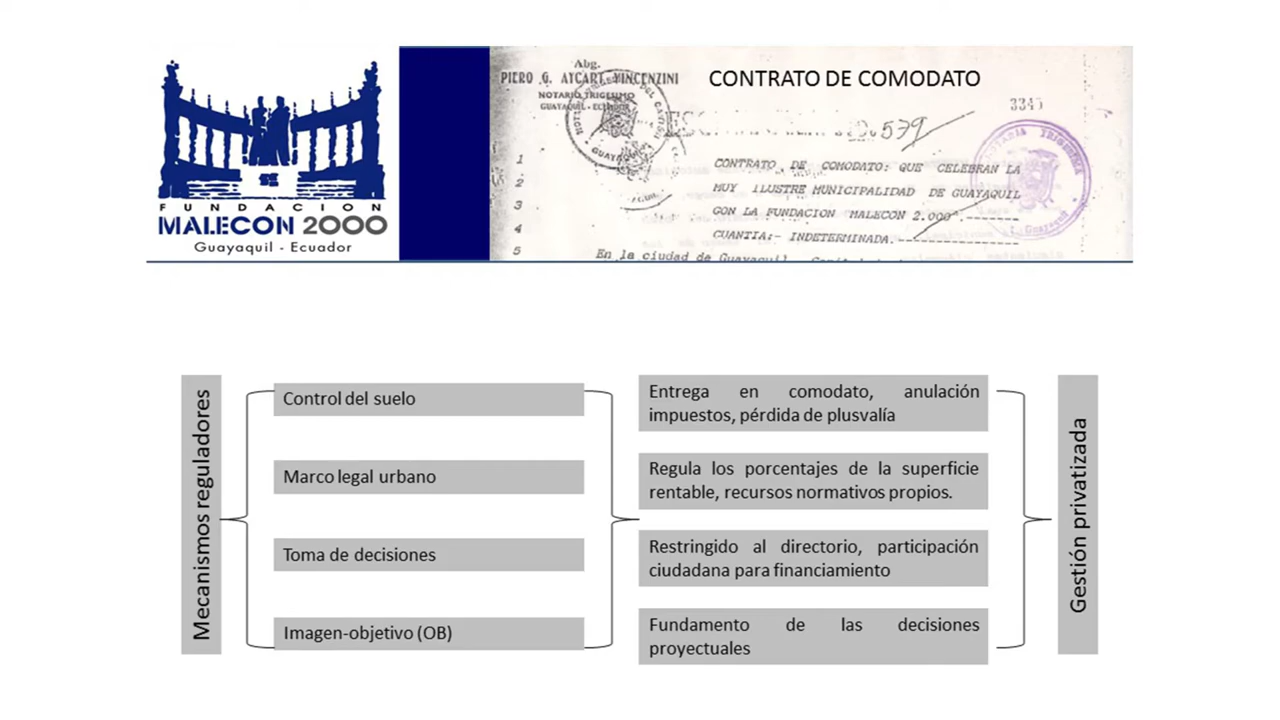 FUNDACION
MALECON 2000
Guayaquil - Ecuador
Abg.
PIERO G. AYCART VINCENZINI
NOTARIO TRIGESIMO
GUAYAQUIL - ECUADOR
CONTRATO DE COMODATO
579
1
2
3
4
5
CONTRATO DE COMODATO: QUE CELEBRAN LA
MUY ILUSTRE MUNICIPALIDAD DE GUAYAQUIL
CON LA FUNDACION MALECON 2.000
CUANTIA:- INDETERMINADA.
En la ciudad de Guayaquil,
Mecanismos reguladores
Control del suelo
Marco legal urbano
Toma de decisiones
Imagen-objetivo (OB)
Entrega en comodato, anulación
impuestos, pérdida de plusvalía
Regula los porcentajes de la superficie
rentable, recursos normativos propios.
Restringido al directorio, participación
ciudadana para financiamiento
Fundamento de las decisiones
proyectuales
Gestión privatizada